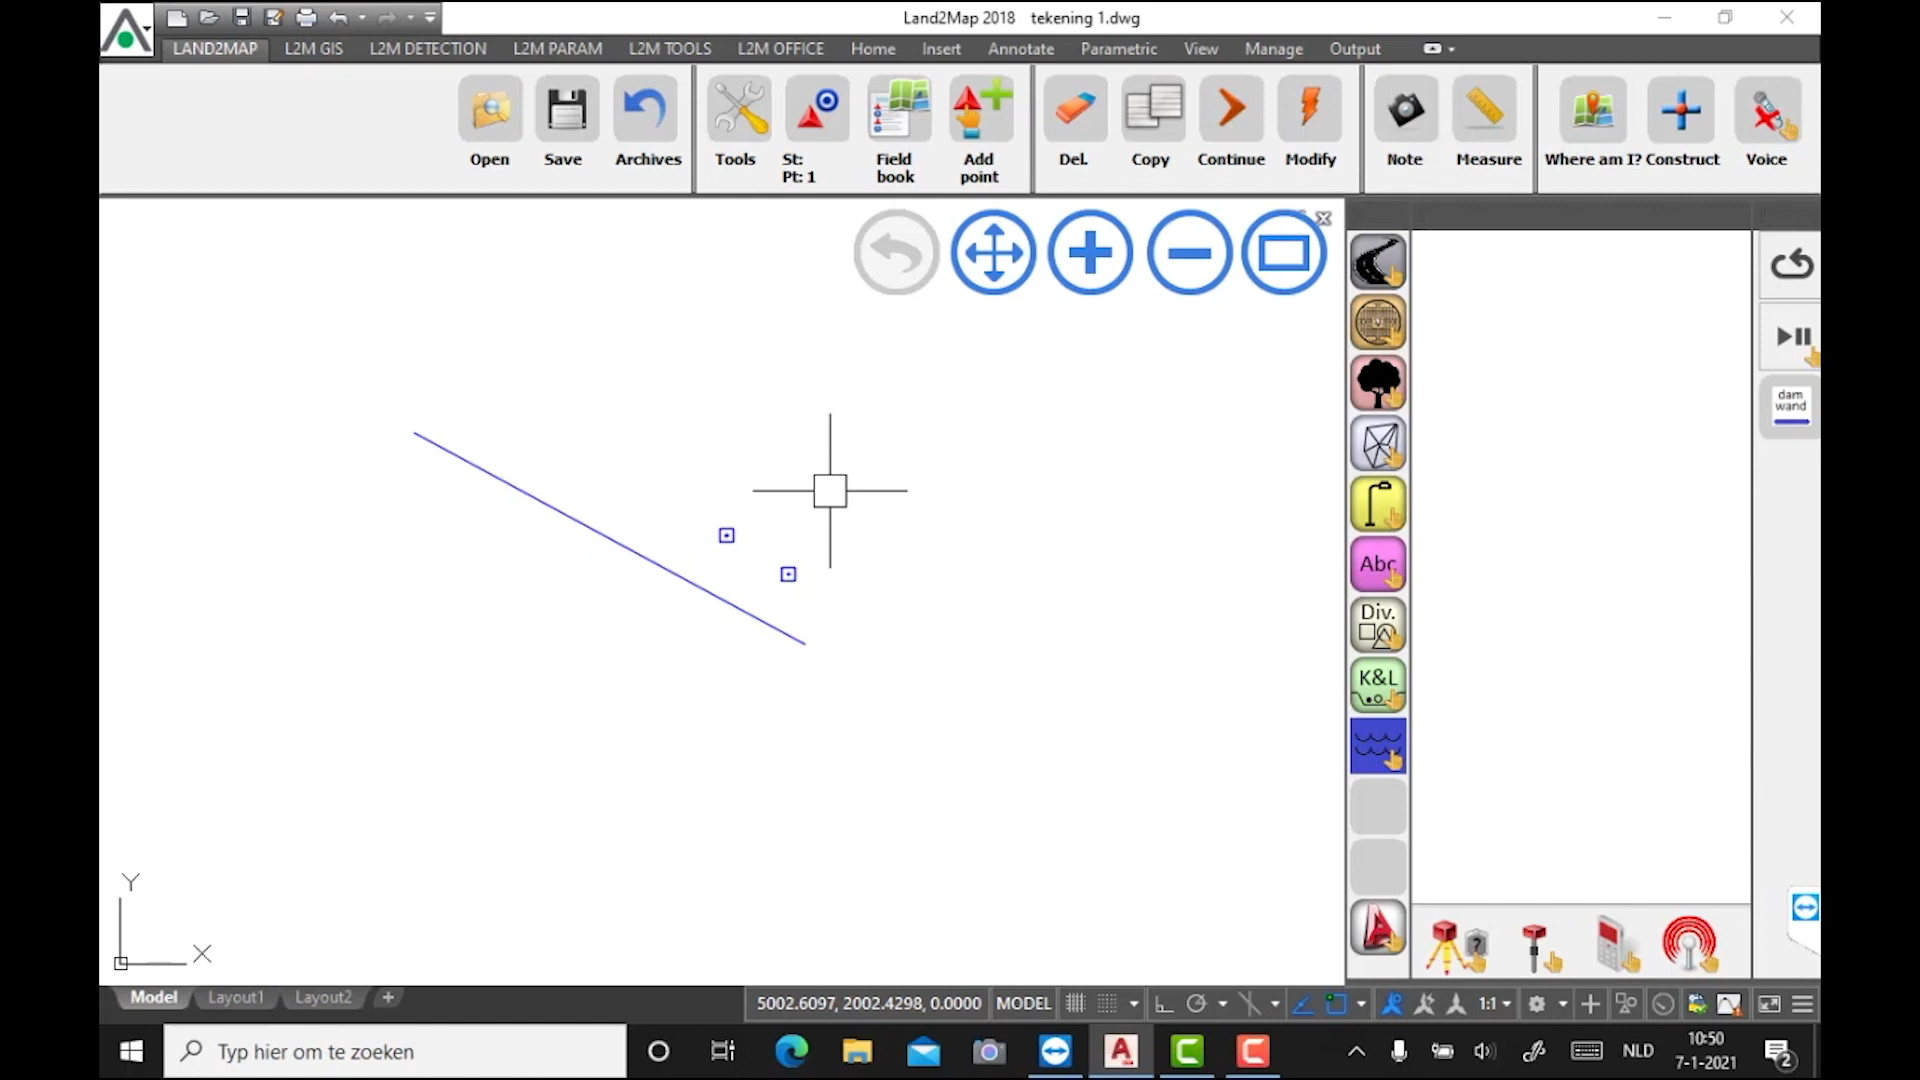 Land2Map 2018 tekening 1.dwg
LAND2MAP L2M GIS L2M DETECTION L2M PARAM L2M TOOLS L2M OFFICE Home Insert Annotate Parametric View Manage Output
Open Save Archives Tools St: Pt: 1 Field book Add point Del. Copy Continue Modify Note Measure Where am I? Construct Voice
dam
wand
Abc
Div.
K&L
Y
X
Model Layout1 Layout2 +
5002.6097, 2002.4298, 0.0000 MODEL 1:1
Typ hier om te zoeken
NLD
10:50
7-1-2021
2